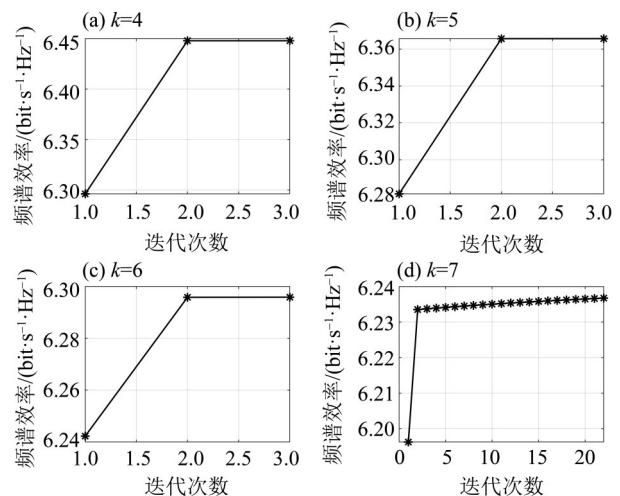 (a) k=4
频谱效率/(bit·s⁻¹·Hz⁻¹)
6.45
6.40
6.35
6.30
1.0 1.5 2.0 2.5 3.0
迭代次数
(b) k=5
频谱效率/(bit·s⁻¹·Hz⁻¹)
6.36
6.34
6.32
6.30
6.28
1.0 1.5 2.0 2.5 3.0
迭代次数
(c) k=6
频谱效率/(bit·s⁻¹·Hz⁻¹)
6.30
6.28
6.26
6.24
1.0 1.5 2.0 2.5 3.0
迭代次数
(d) k=7
频谱效率/(bit·s⁻¹·Hz⁻¹)
6.24
6.23
6.22
6.21
6.20
0 5 10 15 20
迭代次数